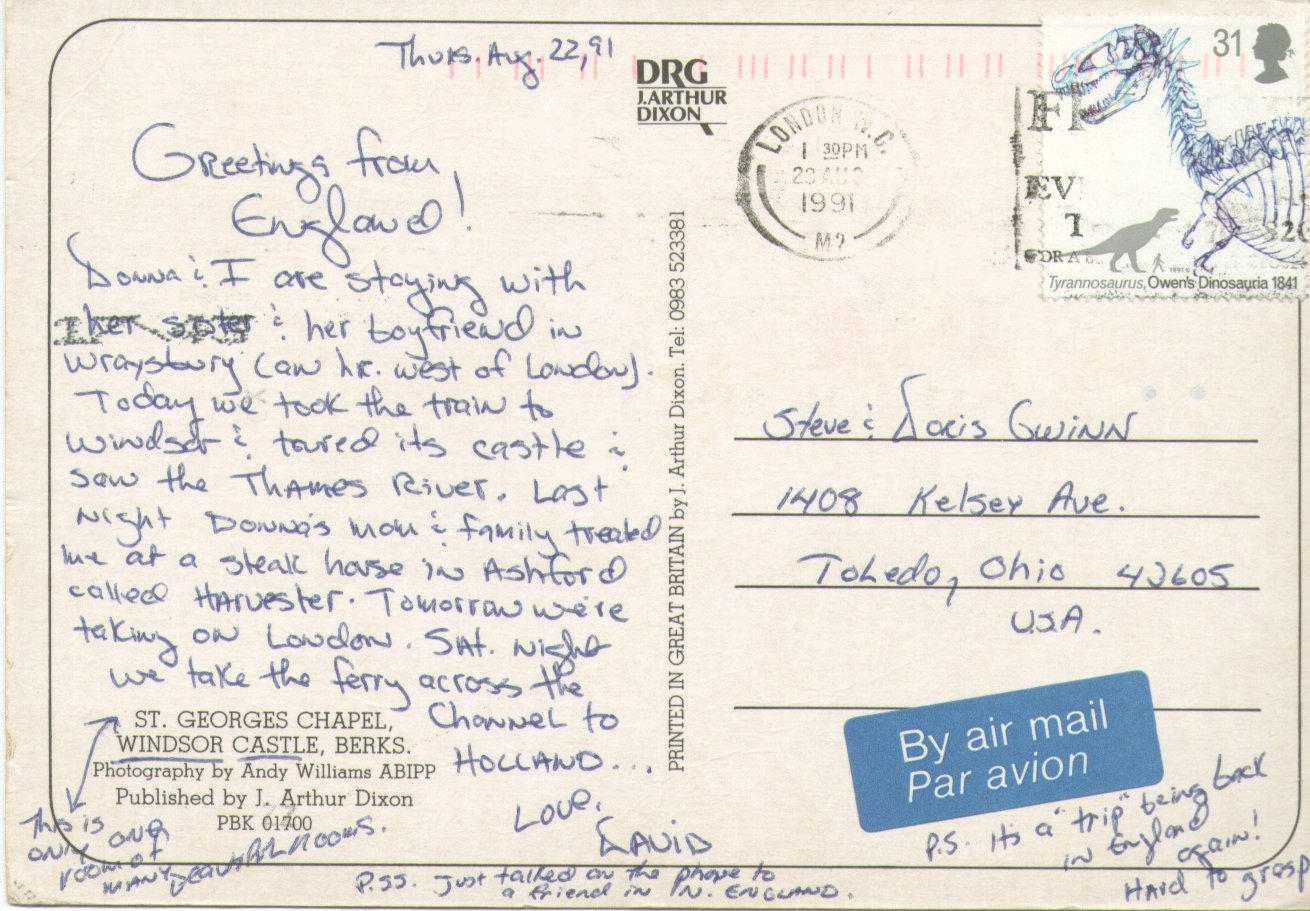 Thurs. Aug. 22, 91
Greetings from
England!
Donna & I are staying with
her sister & her boyfriend in
Wraysbury (an hr. west of London).
Today we took the train to
Windsor & toured its castle &
saw the Thames River. Last
night Donna's mom & family treated
me at a steak house in Ashford
called Harvester. Tomorrow we're
taking on London. Sat. night
we take the ferry across the
Channel to
Holland...
Love,
David
ST. GEORGES CHAPEL,
WINDSOR CASTLE, BERKS.
Photography by Andy Williams ABIPP
Published by J. Arthur Dixon
PBK 01700
This is
only one
room of
many beautiful rooms.
P.SS. Just talked on the phone to
a friend in N. England.
DRG
J.ARTHUR
DIXON
PRINTED IN GREAT BRITAIN by J. Arthur Dixon. Tel: 0983 523381
LONDON W.C.
1 30PM
23 AUG
1991
M2
EV
T
31
1991
Tyrannosaurus, Owen's Dinosauria 1841
Steve & Doris Gwinn
1408 Kelsey Ave.
Toledo, Ohio 43605
U.S.A.
By air mail
Par avion
P.S. It's a "trip" being back
in England
again!
Hard to grasp